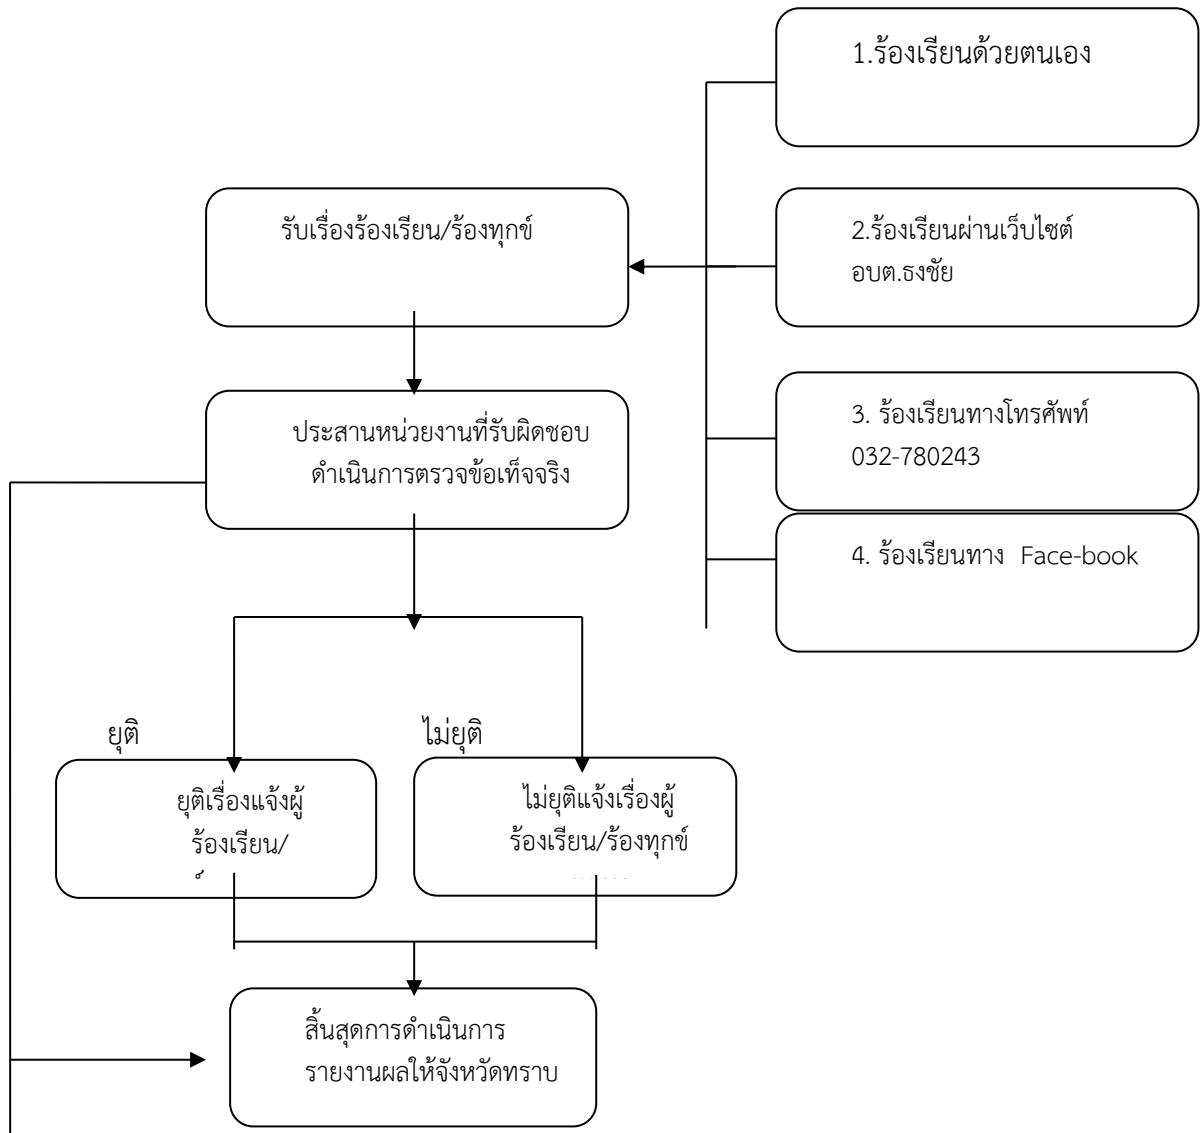 1.ร้องเรียนด้วยตนเอง
รับเรื่องร้องเรียน/ร้องทุกข์
2.ร้องเรียนผ่านเว็บไซต์
อบต.ธงชัย
3. ร้องเรียนทางโทรศัพท์
032-780243
ประสานหน่วยงานที่รับผิดชอบ
ดำเนินการตรวจข้อเท็จจริง
4. ร้องเรียนทาง Face-book
ยุติ
ไม่ยุติ
ยุติเรื่องแจ้งผู้
ร้องเรียน/
ไม่ยุติแจ้งเรื่องผู้
ร้องเรียน/ร้องทุกข์
สิ้นสุดการดำเนินการ
รายงานผลให้จังหวัดทราบ